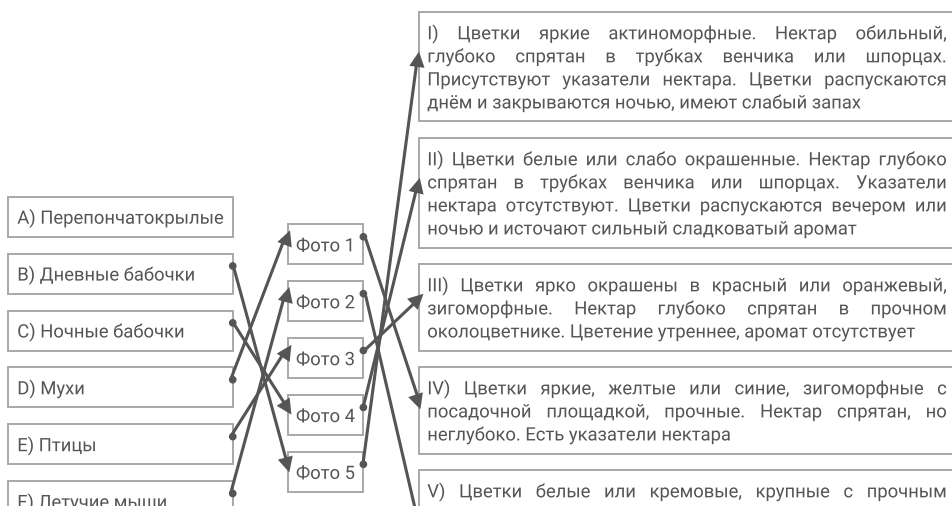 A) Перепончатокрылые
B) Дневные бабочки
C) Ночные бабочки
D) Мухи
E) Птицы
F) Летучие мыши
Фото 1
Фото 2
Фото 3
Фото 4
Фото 5
I) Цветки яркие актиноморфные. Нектар обильный,
глубоко спрятан в трубках венчика или шпорцах.
Присутствуют указатели нектара. Цветки распускаются
днём и закрываются ночью, имеют слабый запах
II) Цветки белые или слабо окрашенные. Нектар глубоко
спрятан в трубках венчика или шпорцах. Указатели
нектара отсутствуют. Цветки распускаются вечером или
ночью и источают сильный сладковатый аромат
III) Цветки ярко окрашены в красный или оранжевый,
зигоморфные. Нектар глубоко спрятан в прочном
околоцветнике. Цветение утреннее, аромат отсутствует
IV) Цветки яркие, желтые или синие, зигоморфные с
посадочной площадкой, прочные. Нектар спрятан, но
неглубоко. Есть указатели нектара
V) Цветки белые или кремовые, крупные с прочным